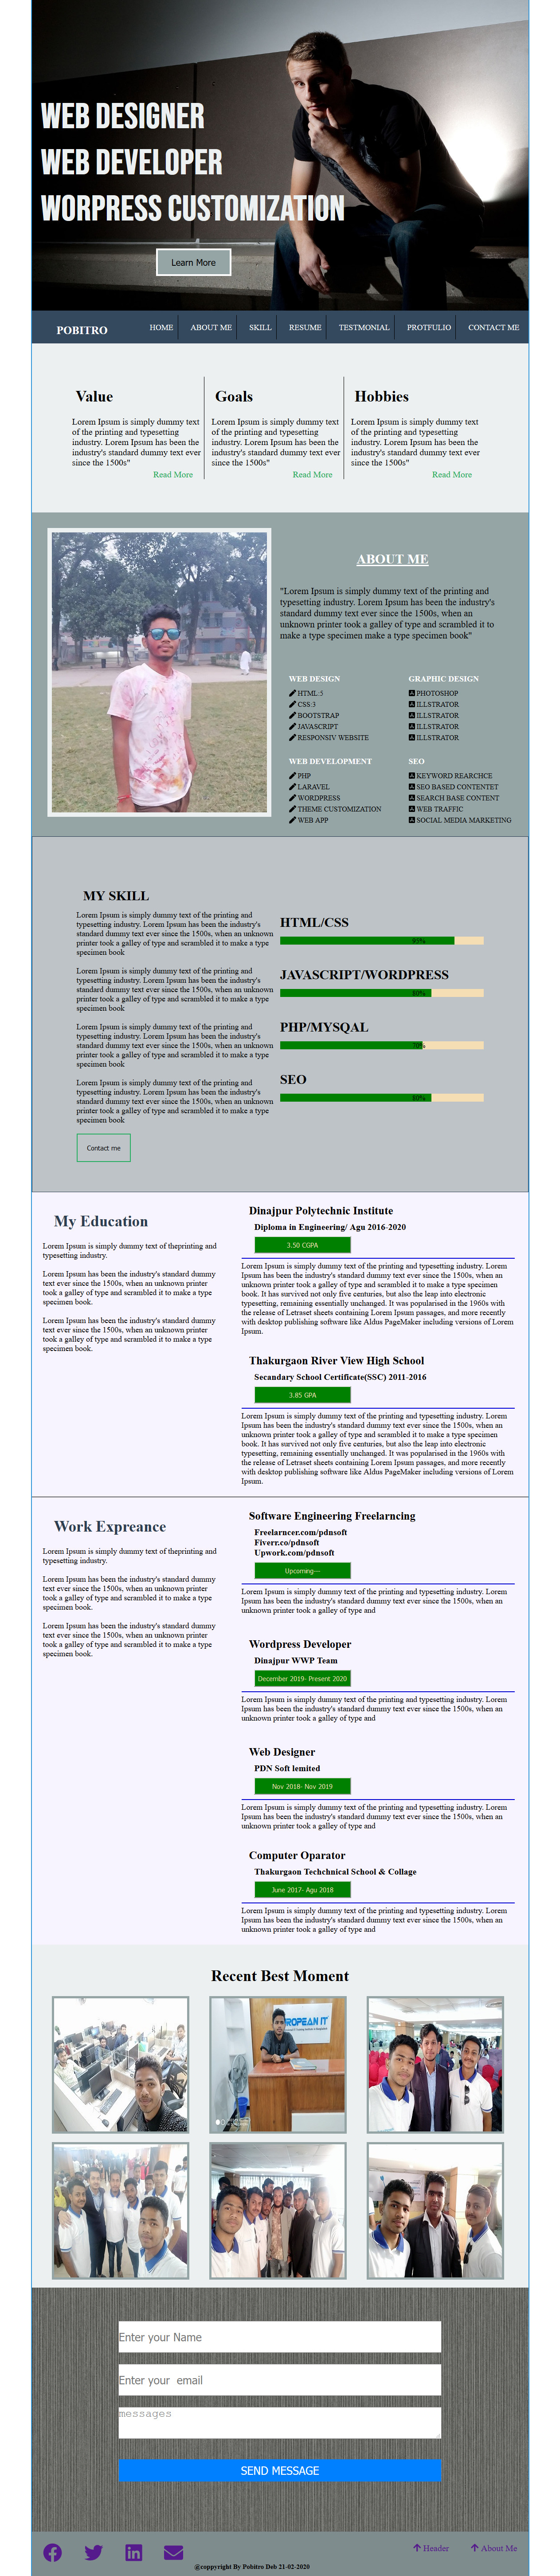 WEB DESIGNER
WEB DEVELOPER
WORPRESS CUSTOMIZATION
Learn More
POBITRO
HOME
ABOUT ME
SKILL
RESUME
TESTMONIAL
PROTFULIO
CONTACT ME
Value
Lorem Ipsum is simply dummy text
of the printing and typesetting
industry. Lorem Ipsum has been the
industry's standard dummy text ever
since the 1500s"
Read More
Goals
Lorem Ipsum is simply dummy text
of the printing and typesetting
industry. Lorem Ipsum has been the
industry's standard dummy text ever
since the 1500s"
Read More
Hobbies
Lorem Ipsum is simply dummy text
of the printing and typesetting
industry. Lorem Ipsum has been the
industry's standard dummy text ever
since the 1500s"
Read More
ABOUT ME
"Lorem Ipsum is simply dummy text of the printing and
typesetting industry. Lorem Ipsum has been the industry's
standard dummy text ever since the 1500s, when an
unknown printer took a galley of type and scrambled it to
make a type specimen make a type specimen book"
WEB DESIGN
HTML:5
CSS:3
BOOTSTRAP
JAVASCRIPT
RESPONSIV WEBSITE
GRAPHIC DESIGN
PHOTOSHOP
ILLSTRATOR
ILLSTRATOR
ILLSTRATOR
ILLSTRATOR
WEB DEVELOPMENT
PHP
LARAVEL
WORDPRESS
THEME CUSTOMIZATION
WEB APP
SEO
KEYWORD REARCHCE
SEO BASED CONTENTET
SEARCH BASE CONTENT
WEB TRAFFIC
SOCIAL MEDIA MARKETING
MY SKILL
Lorem Ipsum is simply dummy text of the printing and
typesetting industry. Lorem Ipsum has been the industry's
standard dummy text ever since the 1500s, when an unknown
printer took a galley of type and scrambled it to make a type
specimen book
Lorem Ipsum is simply dummy text of the printing and
typesetting industry. Lorem Ipsum has been the industry's
standard dummy text ever since the 1500s, when an unknown
printer took a galley of type and scrambled it to make a type
specimen book
Lorem Ipsum is simply dummy text of the printing and
typesetting industry. Lorem Ipsum has been the industry's
standard dummy text ever since the 1500s, when an unknown
printer took a galley of type and scrambled it to make a type
specimen book
Lorem Ipsum is simply dummy text of the printing and
typesetting industry. Lorem Ipsum has been the industry's
standard dummy text ever since the 1500s, when an unknown
printer took a galley of type and scrambled it to make a type
specimen book
Contact me
HTML/CSS
95%
JAVASCRIPT/WORDPRESS
80%
PHP/MYSQAL
70%
SEO
80%
My Education
Lorem Ipsum is simply dummy text of theprinting and
typesetting industry.
Lorem Ipsum has been the industry's standard dummy
text ever since the 1500s, when an unknown printer
took a galley of type and scrambled it to make a type
specimen book.
Lorem Ipsum has been the industry's standard dummy
text ever since the 1500s, when an unknown printer
took a galley of type and scrambled it to make a type
specimen book.
Dinajpur Polytechnic Institute
Diploma in Engineering/ Agu 2016-2020
3.50 CGPA
Lorem Ipsum is simply dummy text of the printing and typesetting industry. Lorem
Ipsum has been the industry's standard dummy text ever since the 1500s, when an
unknown printer took a galley of type and scrambled it to make a type specimen
book. It has survived not only five centuries, but also the leap into electronic
typesetting, remaining essentially unchanged. It was popularised in the 1960s with
the release of Letraset sheets containing Lorem Ipsum passages, and more recently
with desktop publishing software like Aldus PageMaker including versions of Lorem
Ipsum.
Thakurgaon River View High School
Secandary School Certificate(SSC) 2011-2016
3.85 GPA
Lorem Ipsum is simply dummy text of the printing and typesetting industry. Lorem
Ipsum has been the industry's standard dummy text ever since the 1500s, when an
unknown printer took a galley of type and scrambled it to make a type specimen
book. It has survived not only five centuries, but also the leap into electronic
typesetting, remaining essentially unchanged. It was popularised in the 1960s with
the release of Letraset sheets containing Lorem Ipsum passages, and more recently
with desktop publishing software like Aldus PageMaker including versions of Lorem
Ipsum.
Work Expreance
Lorem Ipsum is simply dummy text of theprinting and
typesetting industry.
Lorem Ipsum has been the industry's standard dummy
text ever since the 1500s, when an unknown printer
took a galley of type and scrambled it to make a type
specimen book.
Lorem Ipsum has been the industry's standard dummy
text ever since the 1500s, when an unknown printer
took a galley of type and scrambled it to make a type
specimen book.
Software Engineering Freelarncing
Freelarncer.com/pdnsoft
Fiverr.co/pdnsoft
Upwork.com/pdnsoft
Upcoming---
Lorem Ipsum is simply dummy text of the printing and typesetting industry. Lorem
Ipsum has been the industry's standard dummy text ever since the 1500s, when an
unknown printer took a galley of type and
Wordpress Developer
Dinajpur WWP Team
December 2019- Present 2020
Lorem Ipsum is simply dummy text of the printing and typesetting industry. Lorem
Ipsum has been the industry's standard dummy text ever since the 1500s, when an
unknown printer took a galley of type and
Web Designer
PDN Soft lemited
Nov 2018- Nov 2019
Lorem Ipsum is simply dummy text of the printing and typesetting industry. Lorem
Ipsum has been the industry's standard dummy text ever since the 1500s, when an
unknown printer took a galley of type and
Computer Oparator
Thakurgaon Techchnical School & Collage
June 2017- Agu 2018
Lorem Ipsum is simply dummy text of the printing and typesetting industry. Lorem
Ipsum has been the industry's standard dummy text ever since the 1500s, when an
unknown printer took a galley of type and
Recent Best Moment
ROPEAN IT
Enter your Name
Enter your email
messages
SEND MESSAGE
Header
About Me
@coppyright By Pobitro Deb 21-02-2020